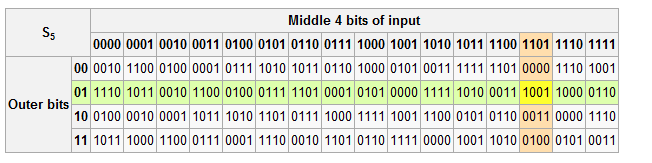 S5 Middle 4 bits of input
0000 0001 0010 0011 0100 0101 0110 0111 1000 1001 1010 1011 1100 1101 1110 1111
Outer bits
00 0010 1100 0100 0001 0111 1010 1011 0110 1000 0101 0011 1111 1101 0000 1110 1001
01 1110 1011 0010 1100 0100 0111 1101 0001 0101 0000 1111 1010 0011 1001 1000 0110
10 0100 0010 0001 1011 1010 1101 0111 1000 1111 1001 1100 0101 0110 0011 0000 1110
11 1011 1000 1100 0111 0001 1110 0010 1101 0110 1111 0000 1001 1010 0100 0101 0011